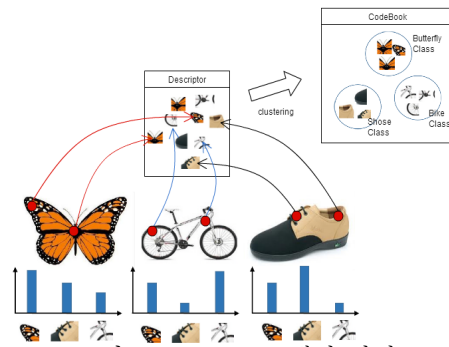 CodeBook
Butterfly
Class
Descriptor
clustering
Shose
Class
Bike
Class